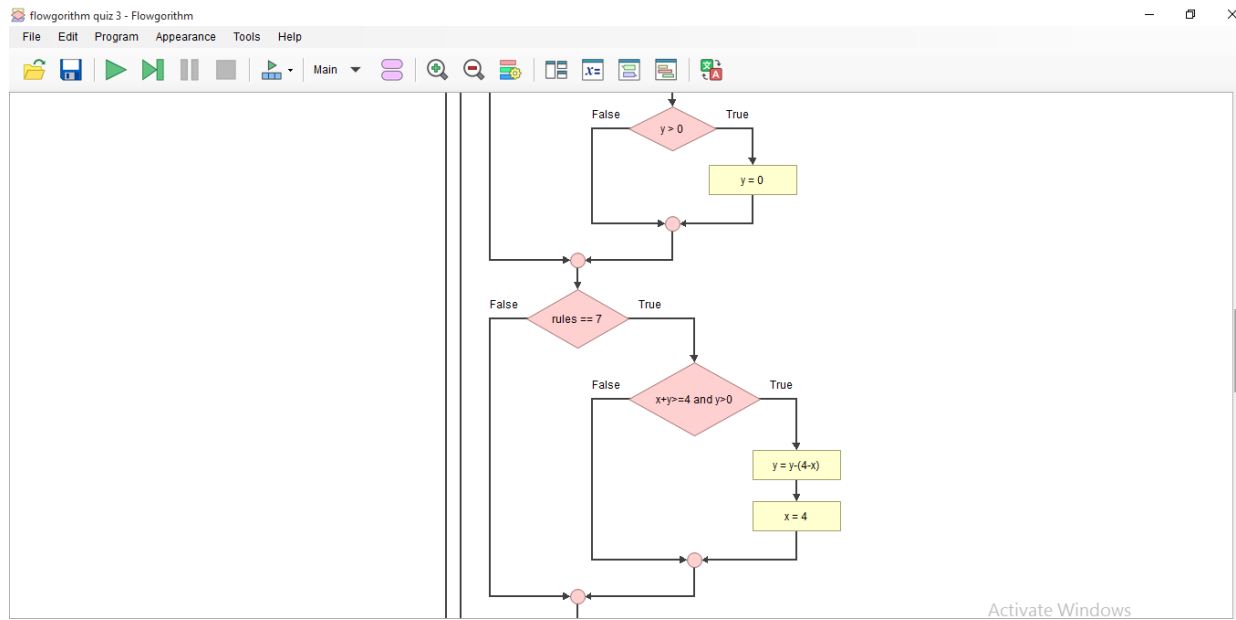 flowgorithm quiz 3 - Flowgorithm
File Edit Program Appearance Tools Help
Main
x=
文
A
False True
y > 0
y = 0
False True
rules == 7
False True
x+y>=4 and y>0
y = y-(4-x)
x = 4
Activate Windows